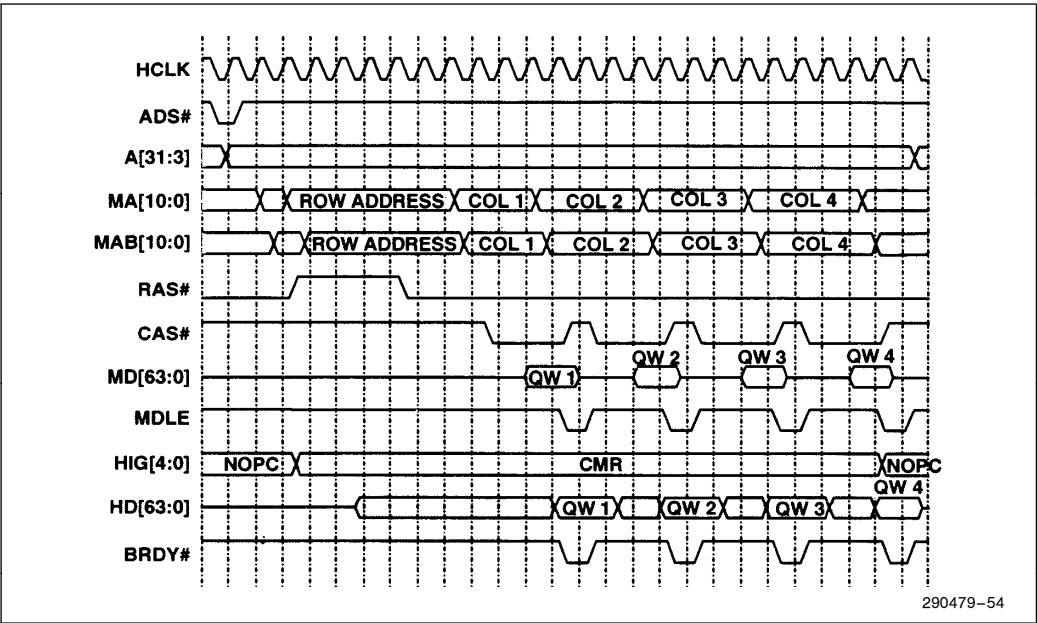 HCLK
ADS#
A[31:3]
MA[10:0] ROW ADDRESS COL 1 COL 2 COL 3 COL 4
MAB[10:0] ROW ADDRESS COL 1 COL 2 COL 3 COL 4
RAS#
CAS#
QW 2 QW 3 QW 4
MD[63:0] QW 1
MDLE
HIG[4:0] NOPC CMR NOPC
QW 4
HD[63:0] QW 1 QW 2 QW 3
BRDY#
290479–54